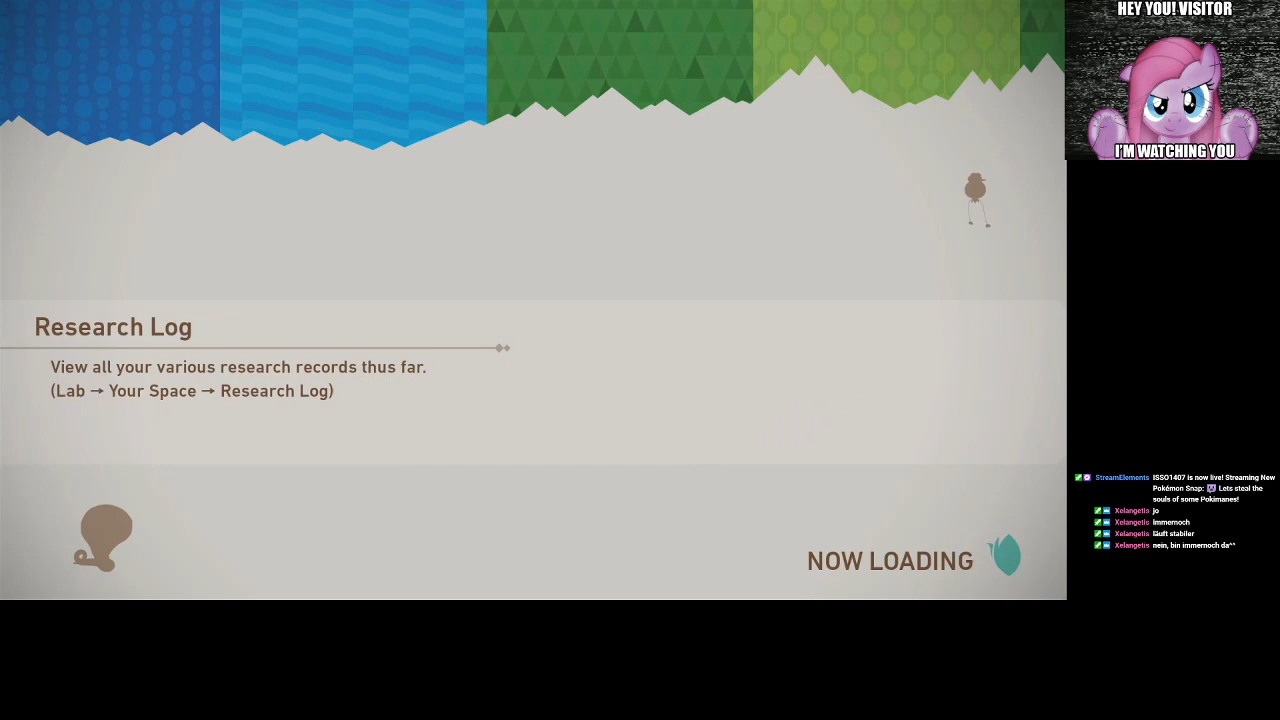 HEY YOU! VISITOR
I'M WATCHING YOU
Research Log
View all your various research records thus far.
(Lab → Your Space → Research Log)
NOW LOADING
StreamElements ISSO1407 is now live! Streaming New
Pokémon Snap: Lets steal the
souls of some Pokimanes!
Xelangetis jo
Xelangetis Immernoch
Xelangetis läuft stabiler
Xelangetis nein, bin immernoch da^^